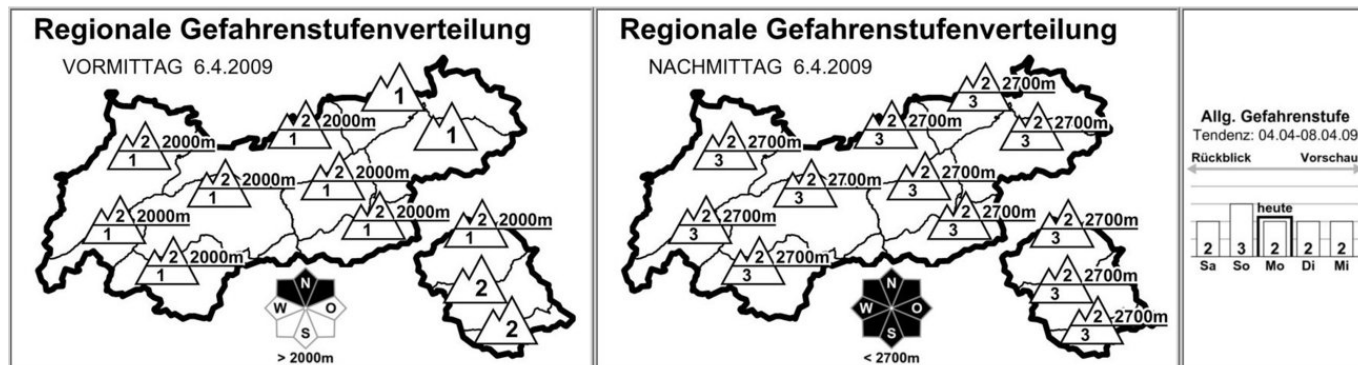 Regionale Gefahrenstufenverteilung
VORMITTAG 6.4.2009
1
2 2000m
1
1
2 2000m
1
2 2000m
1
2 2000m
1
2 2000m
1
2 2000m
1
2 2000m
1
2 2000m
1
2
2
N
W O
S
> 2000m
Regionale Gefahrenstufenverteilung
NACHMITTAG 6.4.2009
2 2700m
3
2 2700m
3
2 2700m
3
2 2700m
3
2 2700m
3
2 2700m
3
2 2700m
3
2 2700m
3
2 2700m
3
2 2700m
3
2 2700m
3
2 2700m
3
N
W O
S
< 2700m
Allg. Gefahrenstufe
Tendenz: 04.04-08.04.09
Rückblick Vorschau
heute
2 3 2 2 2
Sa So Mo Di Mi